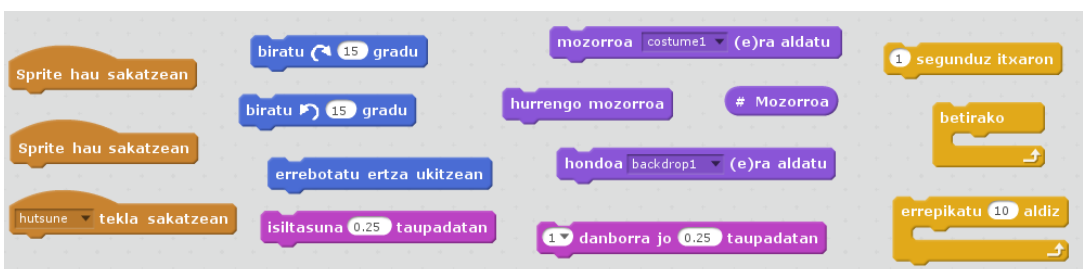 Sprite hau sakatzean
Sprite hau sakatzean
hutsune tekla sakatzean
biratu 15 gradu
biratu 15 gradu
errebotatu ertza ukitzean
isiltasuna 0.25 taupadatan
mozorroa costume1 (e)ra aldatu
hurrengo mozorroa
# Mozorroa
hondoa backdrop1 (e)ra aldatu
1 danborra jo 0.25 taupadatan
1 segunduz itxaron
betirako
errepikatu 10 aldiz